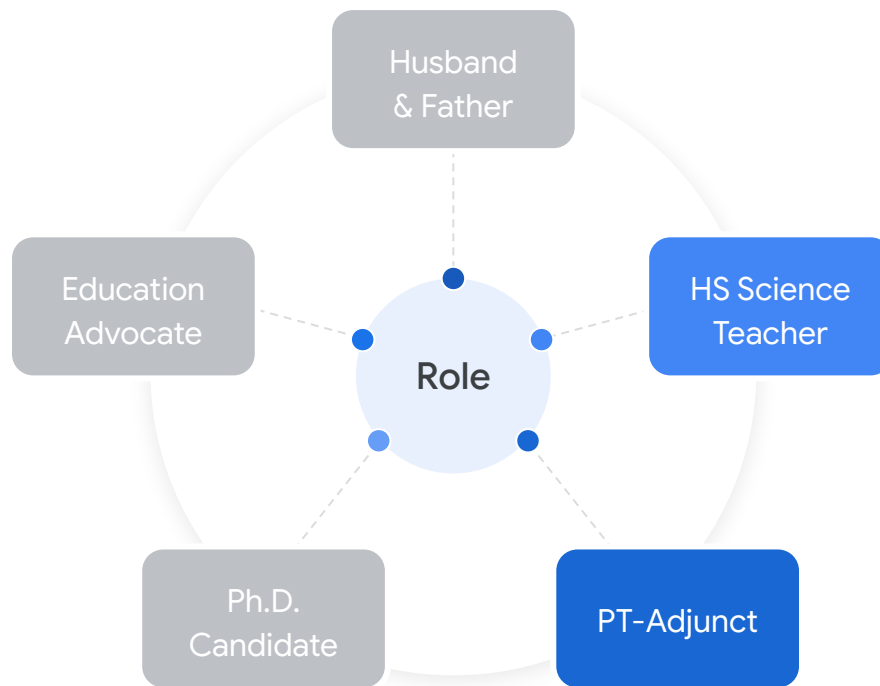 Husband
& Father
Education
Advocate
HS Science
Teacher
Role
Ph.D.
Candidate
PT-Adjunct